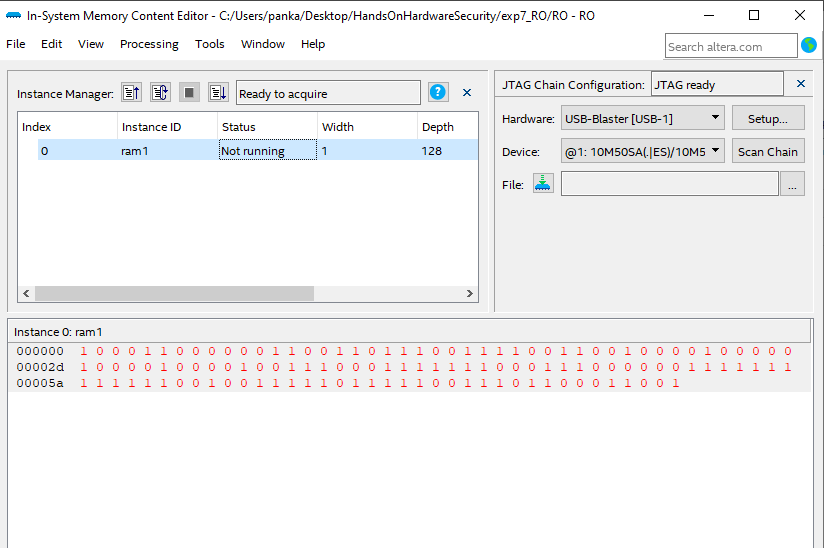 In-System Memory Content Editor - C:/Users/panka/Desktop/HandsOnHardwareSecurity/exp7_RO/RO - RO
File Edit View Processing Tools Window Help
Search altera.com
Instance Manager: Ready to acquire
JTAG Chain Configuration: JTAG ready
Index Instance ID Status Width Depth
0 ram1 Not running 1 128
Hardware: USB-Blaster [USB-1] Setup...
Device: @1: 10M50SA(.|ES)/10M5 Scan Chain
File: ...
Instance 0: ram1
000000 1 0 0 0 1 1 0 0 0 0 0 0 1 1 0 0 1 1 0 1 1 1 0 0 1 1 1 1 0 0 1 1 0 0 1 0 0 0 0 1 0 0 0 0 0
00002d 1 0 0 0 0 1 0 0 0 0 1 0 0 1 1 1 0 0 0 1 1 1 1 1 1 1 0 0 0 1 1 1 0 0 0 0 0 0 1 1 1 1 1 1 1
00005a 1 1 1 1 1 1 0 0 1 0 0 1 1 1 1 1 0 1 1 1 1 1 0 0 1 1 1 0 1 1 0 0 0 1 1 0 0 1